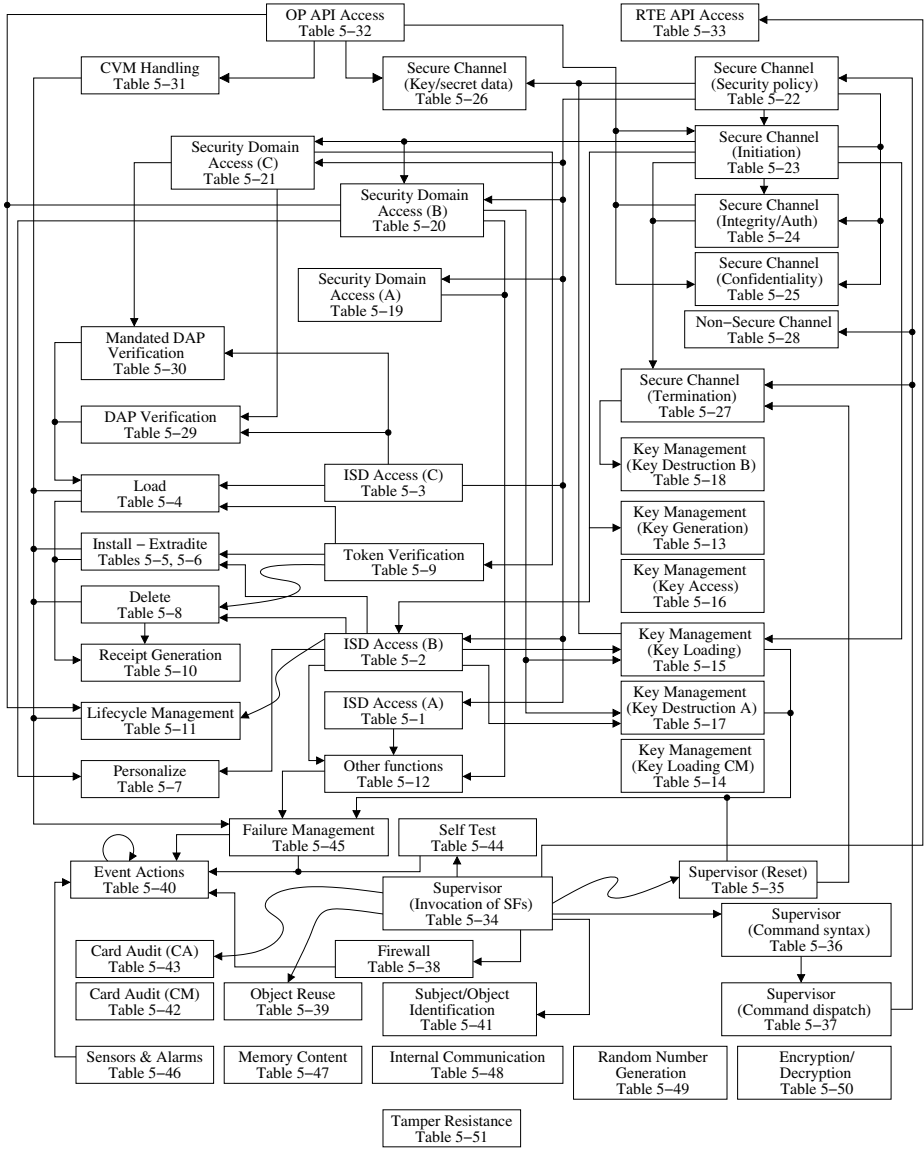 OP API Access
Table 5−32
RTE API Access
Table 5−33
CVM Handling
Table 5−31
Secure Channel
(Key/secret data)
Table 5−26
Secure Channel
(Security policy)
Table 5−22
Secure Channel
(Initiation)
Table 5−23
Security Domain
Access (C)
Table 5−21
Security Domain
Access (B)
Table 5−20
Secure Channel
(Integrity/Auth)
Table 5−24
Secure Channel
(Confidentiality)
Table 5−25
Security Domain
Access (A)
Table 5−19
Non−Secure Channel
Table 5−28
Mandated DAP
Verification
Table 5−30
Secure Channel
(Termination)
Table 5−27
DAP Verification
Table 5−29
Key Management
(Key Destruction B)
Table 5−18
ISD Access (C)
Table 5−3
Load
Table 5−4
Key Management
(Key Generation)
Table 5−13
Install − Extradite
Tables 5−5, 5−6
Token Verification
Table 5−9
Key Management
(Key Access)
Table 5−16
Delete
Table 5−8
Receipt Generation
Table 5−10
ISD Access (B)
Table 5−2
Key Management
(Key Loading)
Table 5−15
Lifecycle Management
Table 5−11
ISD Access (A)
Table 5−1
Key Management
(Key Destruction A)
Table 5−17
Personalize
Table 5−7
Other functions
Table 5−12
Key Management
(Key Loading CM)
Table 5−14
Failure Management
Table 5−45
Self Test
Table 5−44
Event Actions
Table 5−40
Supervisor
(Invocation of SFs)
Table 5−34
Supervisor (Reset)
Table 5−35
Supervisor
(Command syntax)
Table 5−36
Card Audit (CA)
Table 5−43
Firewall
Table 5−38
Card Audit (CM)
Table 5−42
Object Reuse
Table 5−39
Subject/Object
Identification
Table 5−41
Supervisor
(Command dispatch)
Table 5−37
Sensors & Alarms
Table 5−46
Memory Content
Table 5−47
Internal Communication
Table 5−48
Random Number
Generation
Table 5−49
Encryption/
Decryption
Table 5−50
Tamper Resistance
Table 5−51